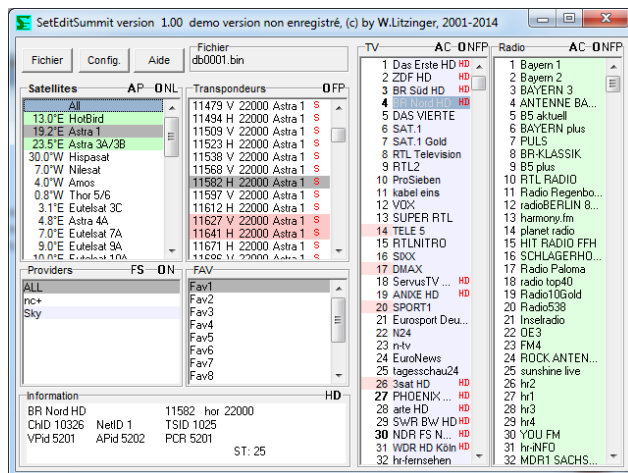 SetEditSummit version 1.00 demo version non enregistré, (c) by W.Litzinger, 2001-2014
Fichier Config. Aide
Fichier
db0001.bin
Satellites AP ONL
All
13.0°E HotBird
19.2°E Astra 1
23.5°E Astra 3A/3B
30.0°W Hispasat
7.0°W Nilesat
4.0°W Amos
0.8°W Thor 5/6
3.1°E Eutelsat 3C
4.8°E Astra 4A
7.0°E Eutelsat 7A
9.0°E Eutelsat 9A
10.0°E Eutelsat 10A
Transpondeurs OFP
11479 V 22000 Astra 1 S
11494 H 22000 Astra 1 S
11509 V 22000 Astra 1 S
11523 H 22000 Astra 1 S
11538 V 22000 Astra 1 S
11568 V 22000 Astra 1 S
11582 H 22000 Astra 1 S
11597 V 22000 Astra 1 S
11612 H 22000 Astra 1 S
11627 V 22000 Astra 1 S
11641 H 22000 Astra 1 S
11671 H 22000 Astra 1 S
11686 V 22000 Astra 1 S
Providers FS ON
ALL
nc+
Sky
FAV
Fav1
Fav2
Fav3
Fav4
Fav5
Fav6
Fav7
Fav8
Information HD
BR Nord HD 11582 hor 22000
ChID 10326 NetID 1 TSID 1025
VPid 5201 APid 5202 PCR 5201
ST: 25
TV AC ONFP
1 Das Erste HD HD
2 ZDF HD HD
3 BR Süd HD HD
4 BR Nord HD HD
5 DAS VIERTE
6 SAT.1
7 SAT.1 Gold
8 RTL Television
9 RTL2
10 ProSieben
11 kabel eins
12 VOX
13 SUPER RTL
14 TELE 5
15 RTLNITRO
16 SIXX
17 DMAX
18 ServusTV ... HD
19 ANIXE HD HD
20 SPORT1
21 Eurosport Deu...
22 N24
23 n-tv
24 EuroNews
25 tagesschau24
26 3sat HD HD
27 PHOENIX ... HD
28 arte HD HD
29 SWR BW HD HD
30 NDR FS N... HD
31 WDR HD Köln HD
32 hr-fernsehen
Radio AC ONFP
1 Bayern 1
2 Bayern 2
3 BAYERN 3
4 ANTENNE BA...
5 B5 aktuell
6 BAYERN plus
7 PULS
8 BR-KLASSIK
9 B5 plus
10 RTL RADIO
11 Radio Regenbo...
12 radioBERLIN 8...
13 harmony.fm
14 planet radio
15 HIT RADIO FFH
16 SCHLAGERHO...
17 Radio Paloma
18 radio top40
19 Radio10Gold
20 Radio538
21 Inselradio
22 OE3
23 FM4
24 ROCK ANTEN...
25 sunshine live
26 hr2
27 hr1
28 hr3
29 hr4
30 YOU FM
31 hr-iNFO
32 MDR1 SACHS...